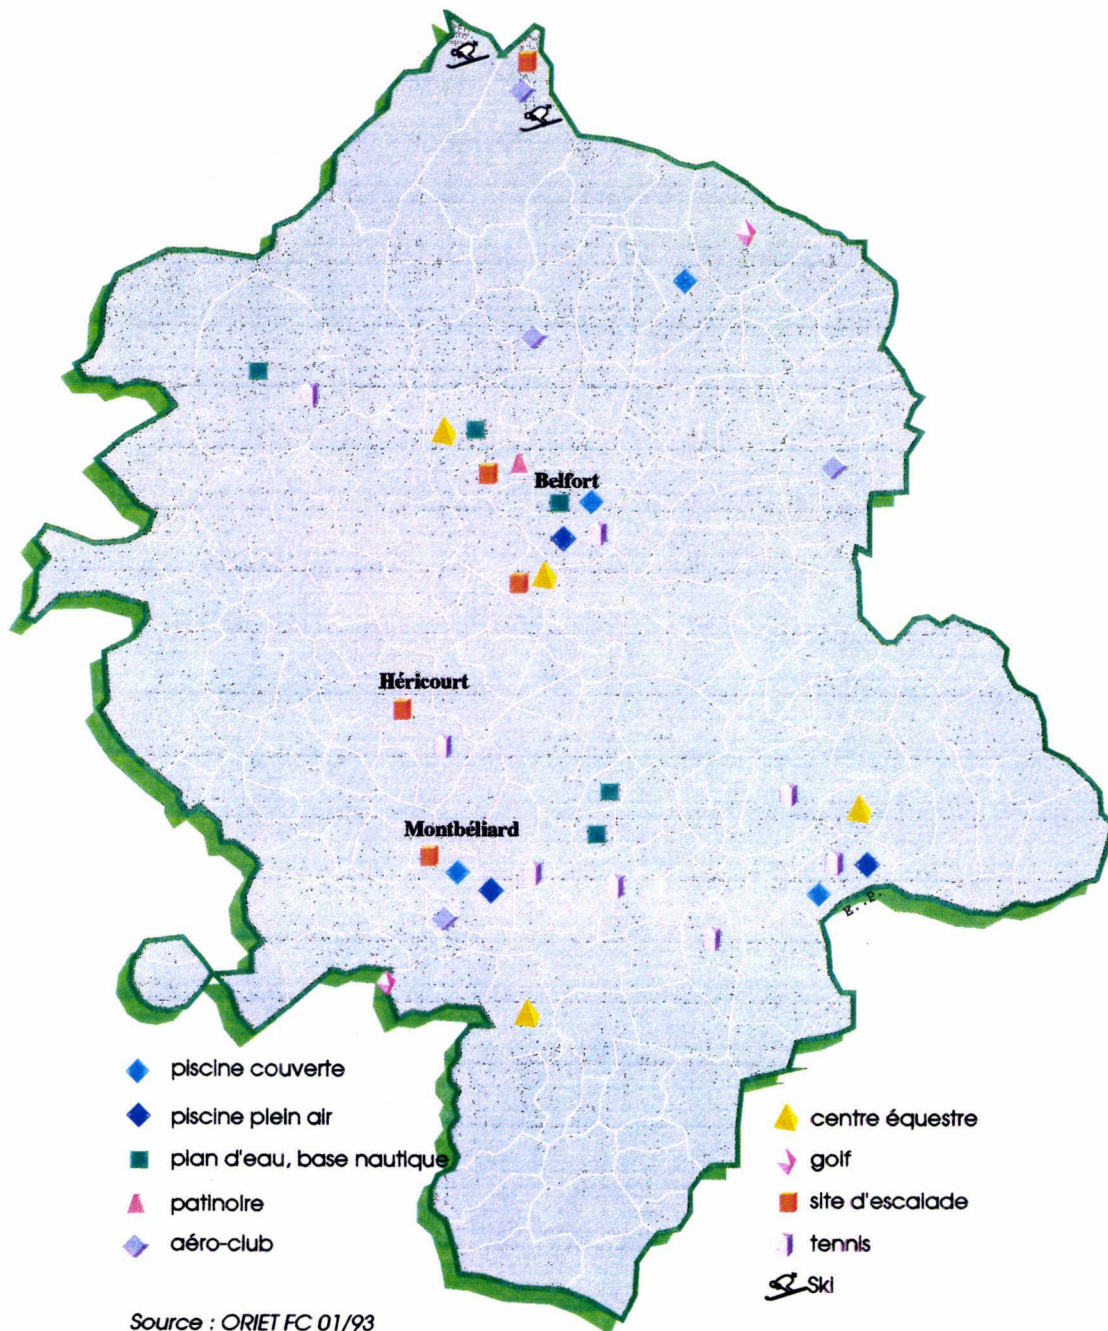 Belfort
Héricourt
Montbéliard
piscine couverte
piscine plein air
plan d'eau, base nautique
patinoire
aéro-club
centre équestre
golf
site d'escalade
tennis
Ski
Source : ORIET FC 01/93